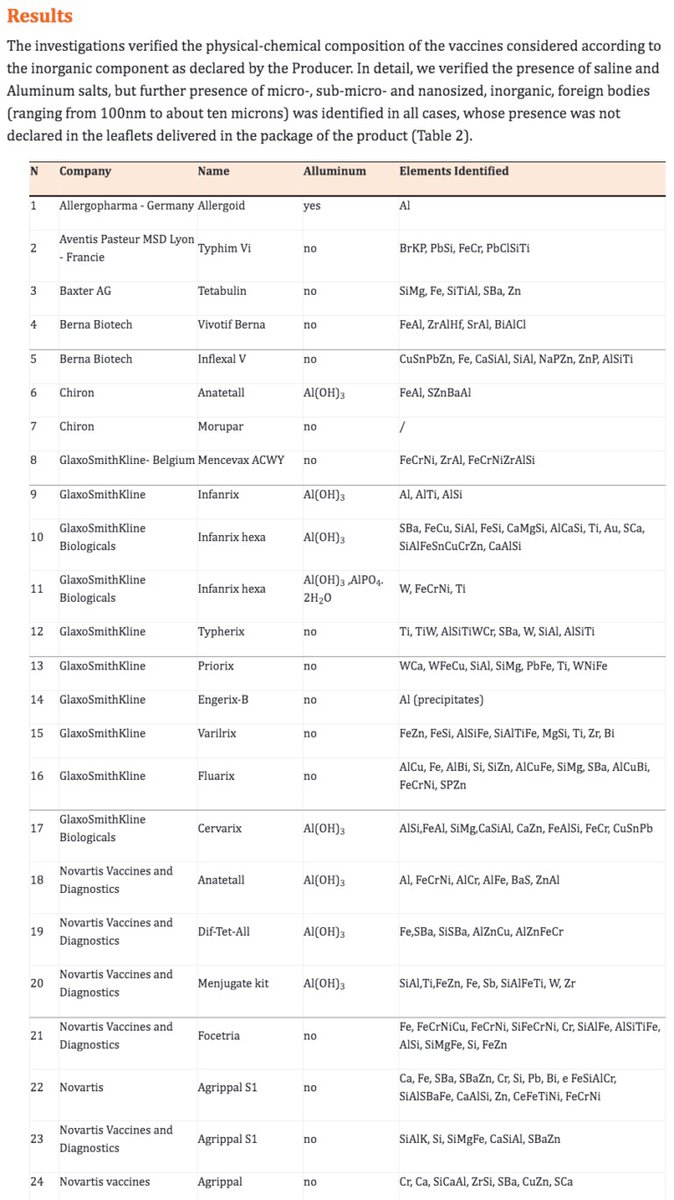 Results
The investigations verified the physical-chemical composition of the vaccines considered according to
the inorganic component as declared by the Producer. In detail, we verified the presence of saline and
Aluminum salts, but further presence of micro-, sub-micro- and nanosized, inorganic, foreign bodies
(ranging from 100nm to about ten microns) was identified in all cases, whose presence was not
declared in the leaflets delivered in the package of the product (Table 2).
N Company Name Alluminum Elements Identified
1 Allergopharma - Germany Allergoid yes Al
2 Aventis Pasteur MSD Lyon - Francie Typhim Vi no BrKP, PbSi, FeCr, PbClSiTi
3 Baxter AG Tetabulin no SiMg, Fe, SiTiAl, SBa, Zn
4 Berna Biotech Vivotif Berna no FeAl, ZrAlHf, SrAl, BiAlCl
5 Berna Biotech Inflexal V no CuSnPbZn, Fe, CaSiAl, SiAl, NaPZn, ZnP, AlSiTi
6 Chiron Anatetall Al(OH)3 FeAl, SZnBaAl
7 Chiron Morupar no /
8 GlaxoSmithKline- Belgium Mencevax ACWY no FeCrNi, ZrAl, FeCrNiZrAlSi
9 GlaxoSmithKline Infanrix Al(OH)3 Al, AlTi, AlSi
10 GlaxoSmithKline Biologicals Infanrix hexa Al(OH)3 SBa, FeCu, SiAl, FeSi, CaMgSi, AlCaSi, Ti, Au, SCa,
SiAlFeSnCuCrZn, CaAlSi
11 GlaxoSmithKline Biologicals Infanrix hexa Al(OH)3 ,AlPO4. 2H2O W, FeCrNi, Ti
12 GlaxoSmithKline Typherix no Ti, TiW, AlSiTiWCr, SBa, W, SiAl, AlSiTi
13 GlaxoSmithKline Priorix no WCa, WFeCu, SiAl, SiMg, PbFe, Ti, WNiFe
14 GlaxoSmithKline Engerix-B no Al (precipitates)
15 GlaxoSmithKline Varilrix no FeZn, FeSi, AlSiFe, SiAlTiFe, MgSi, Ti, Zr, Bi
16 GlaxoSmithKline Fluarix no AlCu, Fe, AlBi, Si, SiZn, AlCuFe, SiMg, SBa, AlCuBi,
FeCrNi, SPZn
17 GlaxoSmithKline Biologicals Cervarix Al(OH)3 AlSi,FeAl, SiMg,CaSiAl, CaZn, FeAlSi, FeCr, CuSnPb
18 Novartis Vaccines and Diagnostics Anatetall Al(OH)3 Al, FeCrNi, AlCr, AlFe, BaS, ZnAl
19 Novartis Vaccines and Diagnostics Dif-Tet-All Al(OH)3 Fe,SBa, SiSBa, AlZnCu, AlZnFeCr
20 Novartis Vaccines and Diagnostics Menjugate kit Al(OH)3 SiAl,Ti,FeZn, Fe, Sb, SiAlFeTi, W, Zr
21 Novartis Vaccines and Diagnostics Focetria no Fe, FeCrNiCu, FeCrNi, SiFeCrNi, Cr, SiAlFe, AlSiTiFe,
AlSi, SiMgFe, Si, FeZn
22 Novartis Agrippal S1 no Ca, Fe, SBa, SBaZn, Cr, Si, Pb, Bi, e FeSiAlCr,
SiAlSBaFe, CaAlSi, Zn, CeFeTiNi, FeCrNi
23 Novartis Vaccines and Diagnostics Agrippal S1 no SiAlK, Si, SiMgFe, CaSiAl, SBaZn
24 Novartis vaccines Agrippal no Cr, Ca, SiCaAl, ZrSi, SBa, CuZn, SCa